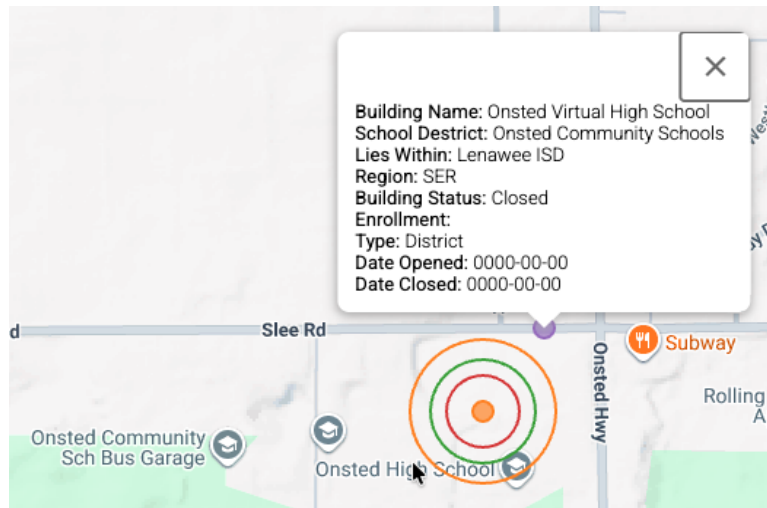 Building Name: Onsted Virtual High School
School Destrict: Onsted Community Schools
Lies Within: Lenawee ISD
Region: SER
Building Status: Closed
Enrollment:
Type: District
Date Opened: 0000-00-00
Date Closed: 0000-00-00
d
Slee Rd
Subway
Onsted Hwy
Rolling
A
Onsted Community
Sch Bus Garage
Onsted High School